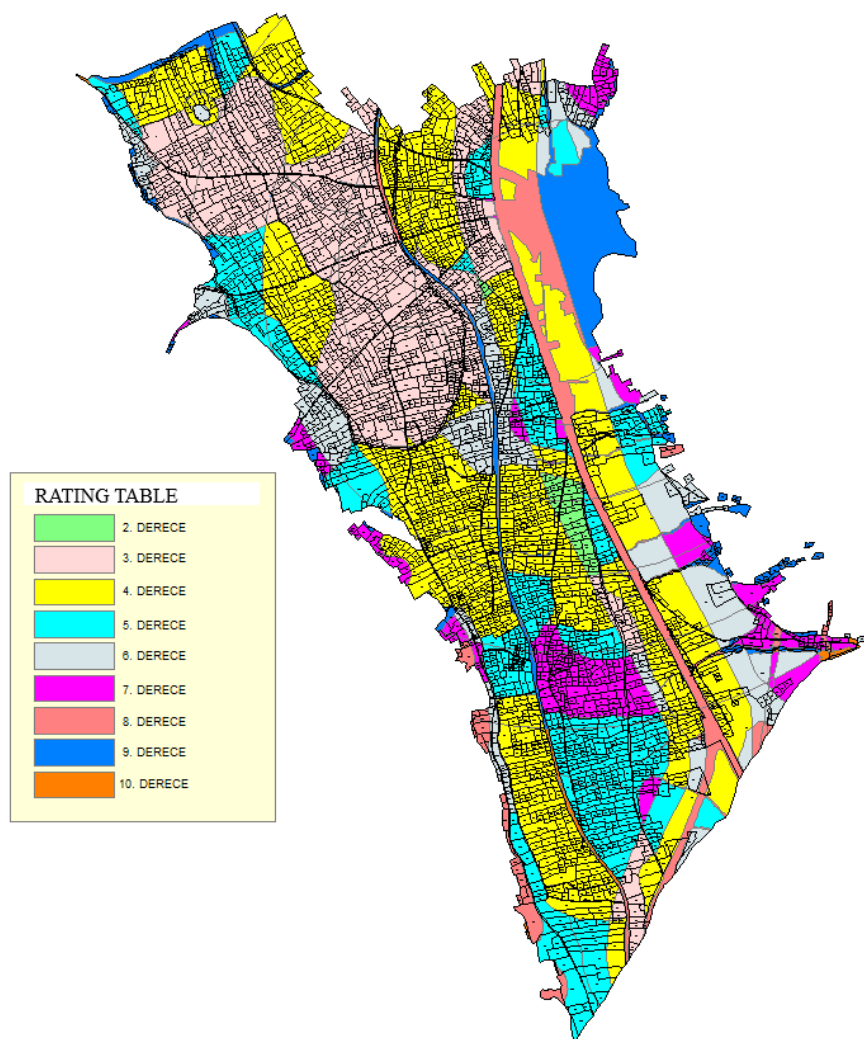 RATING TABLE
2. DERECE
3. DERECE
4. DERECE
5. DERECE
6. DERECE
7. DERECE
8. DERECE
9. DERECE
10. DERECE